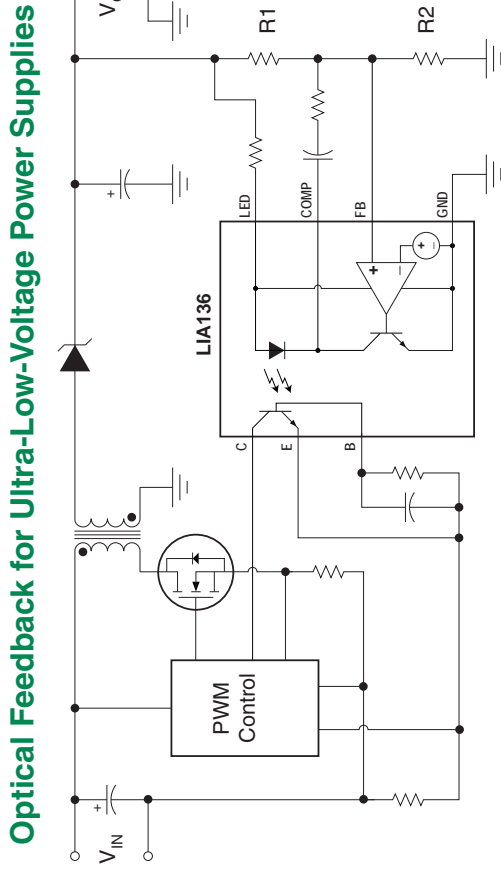 Optical Feedback for Ultra-Low-Voltage Power Supplies
V
IN
+
PWM
Control
+
R1
R2
LIA136
C
E
B
LED
COMP
FB
GND
+
−
+
−